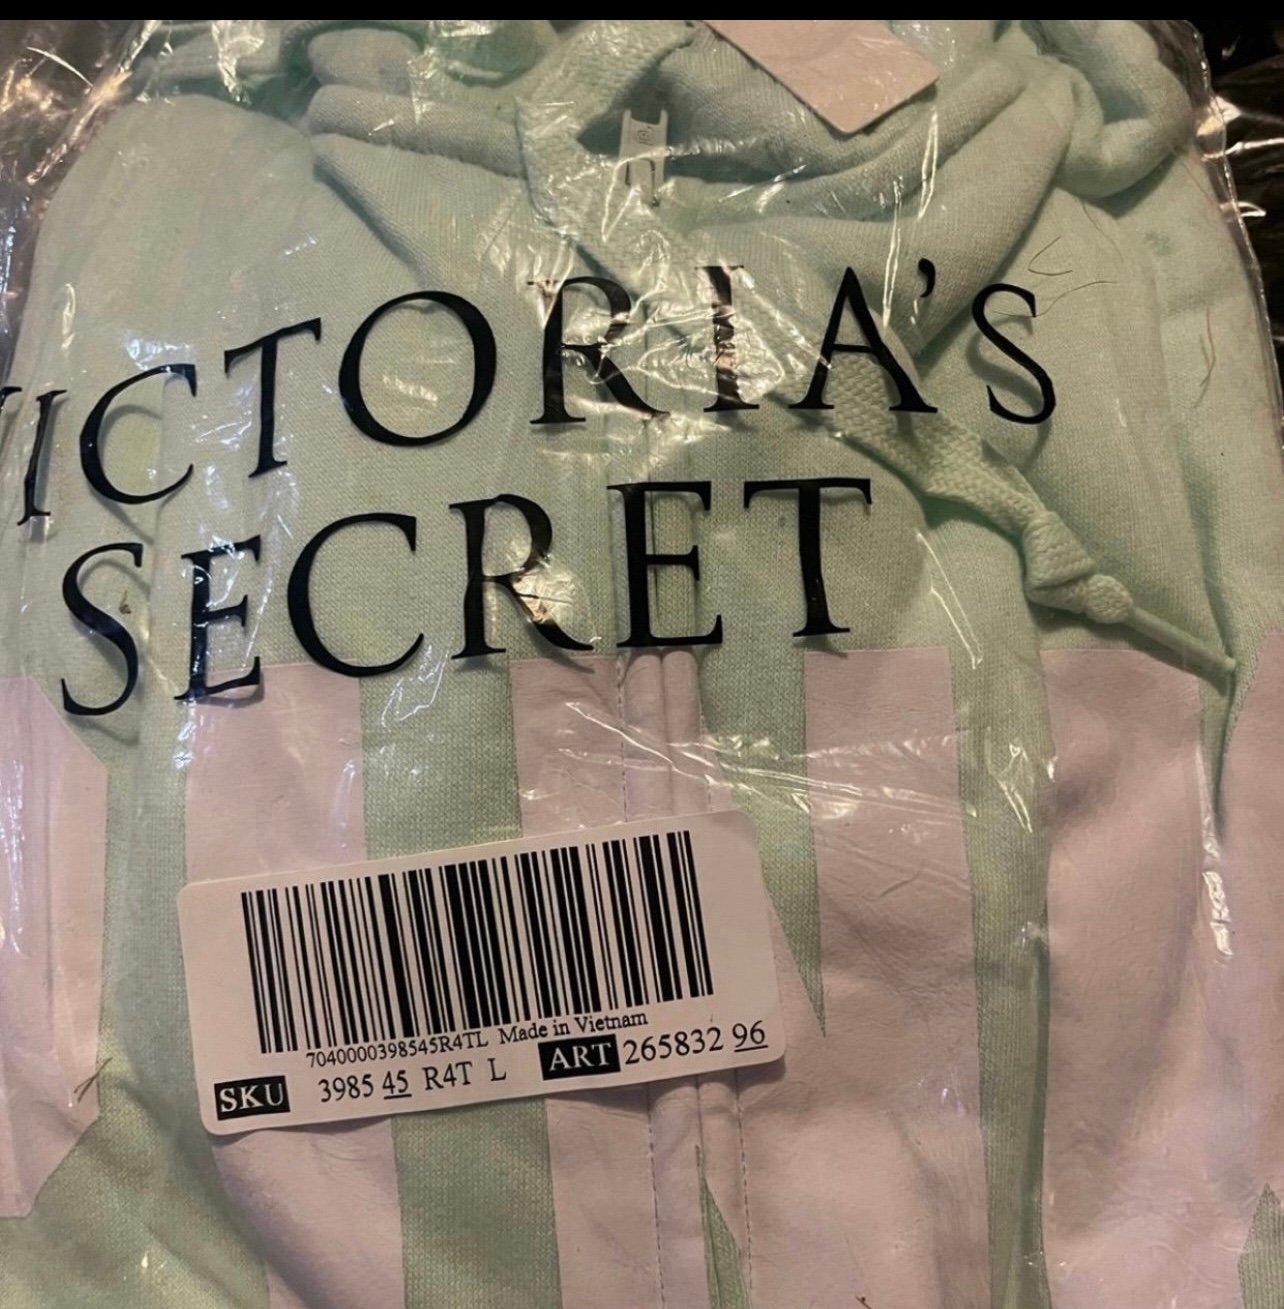 VICTORIA'S
SECRET
7040000398545R4TL Made in Vietnam
SKU 3985 45 R4T L ART 265832 96